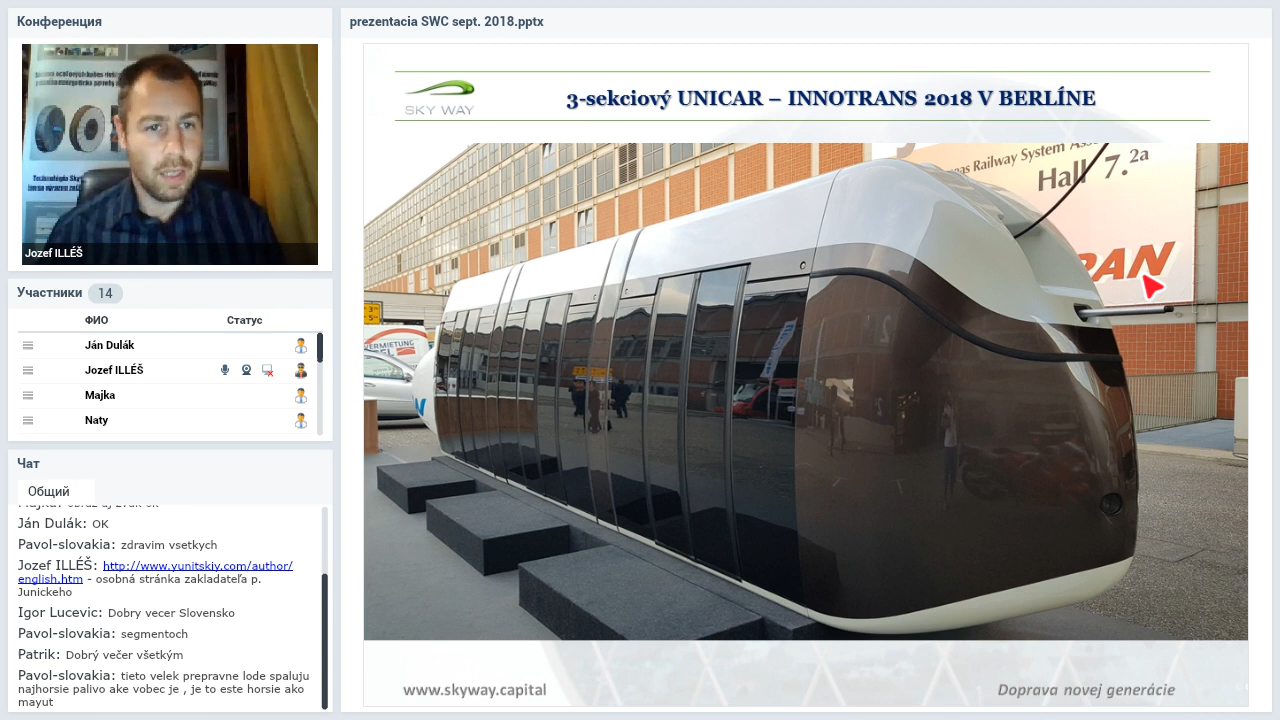 Конференция
Jozef ILLÉŠ
Участники 14
ФИО Статус
Ján Dulák
Jozef ILLÉŠ
Majka
Naty
Чат
Общий
Ján Dulák: OK
Pavol-slovakia: zdravim vsetkych
Jozef ILLÉŠ: http://www.yunitskiy.com/author/
english.htm - osobná stránka zakladateľa p.
Junickeho
Igor Lucevic: Dobry vecer Slovensko
Pavol-slovakia: segmentoch
Patrik: Dobrý večer všetkým
Pavol-slovakia: tieto velek prepravne lode spaluju
najhorsie palivo ake vobec je , je to este horsie ako
mayut
prezentacia SWC sept. 2018.pptx
SKY WAY
3-sekciový UNICAR – INNOTRANS 2018 V BERLÍNE
Railway System
Hall 7.2a
VERMIETUNG
www.skyway.capital
Doprava novej generácie